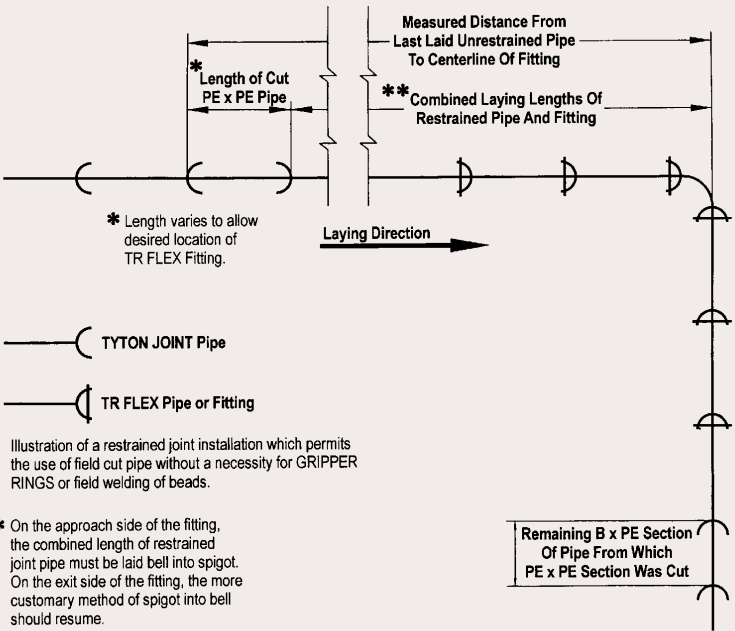 Measured Distance From
Last Laid Unrestrained Pipe
To Centerline Of Fitting
* Length of Cut
PE x PE Pipe
** Combined Laying Lengths Of
Restrained Pipe And Fitting
* Length varies to allow
desired location of
TR FLEX Fitting.
Laying Direction
TYTON JOINT Pipe
TR FLEX Pipe or Fitting
Illustration of a restrained joint installation which permits
the use of field cut pipe without a necessity for GRIPPER
RINGS or field welding of beads.
* On the approach side of the fitting,
the combined length of restrained
joint pipe must be laid bell into spigot.
On the exit side of the fitting, the more
customary method of spigot into bell
should resume.
Remaining B x PE Section
Of Pipe From Which
PE x PE Section Was Cut